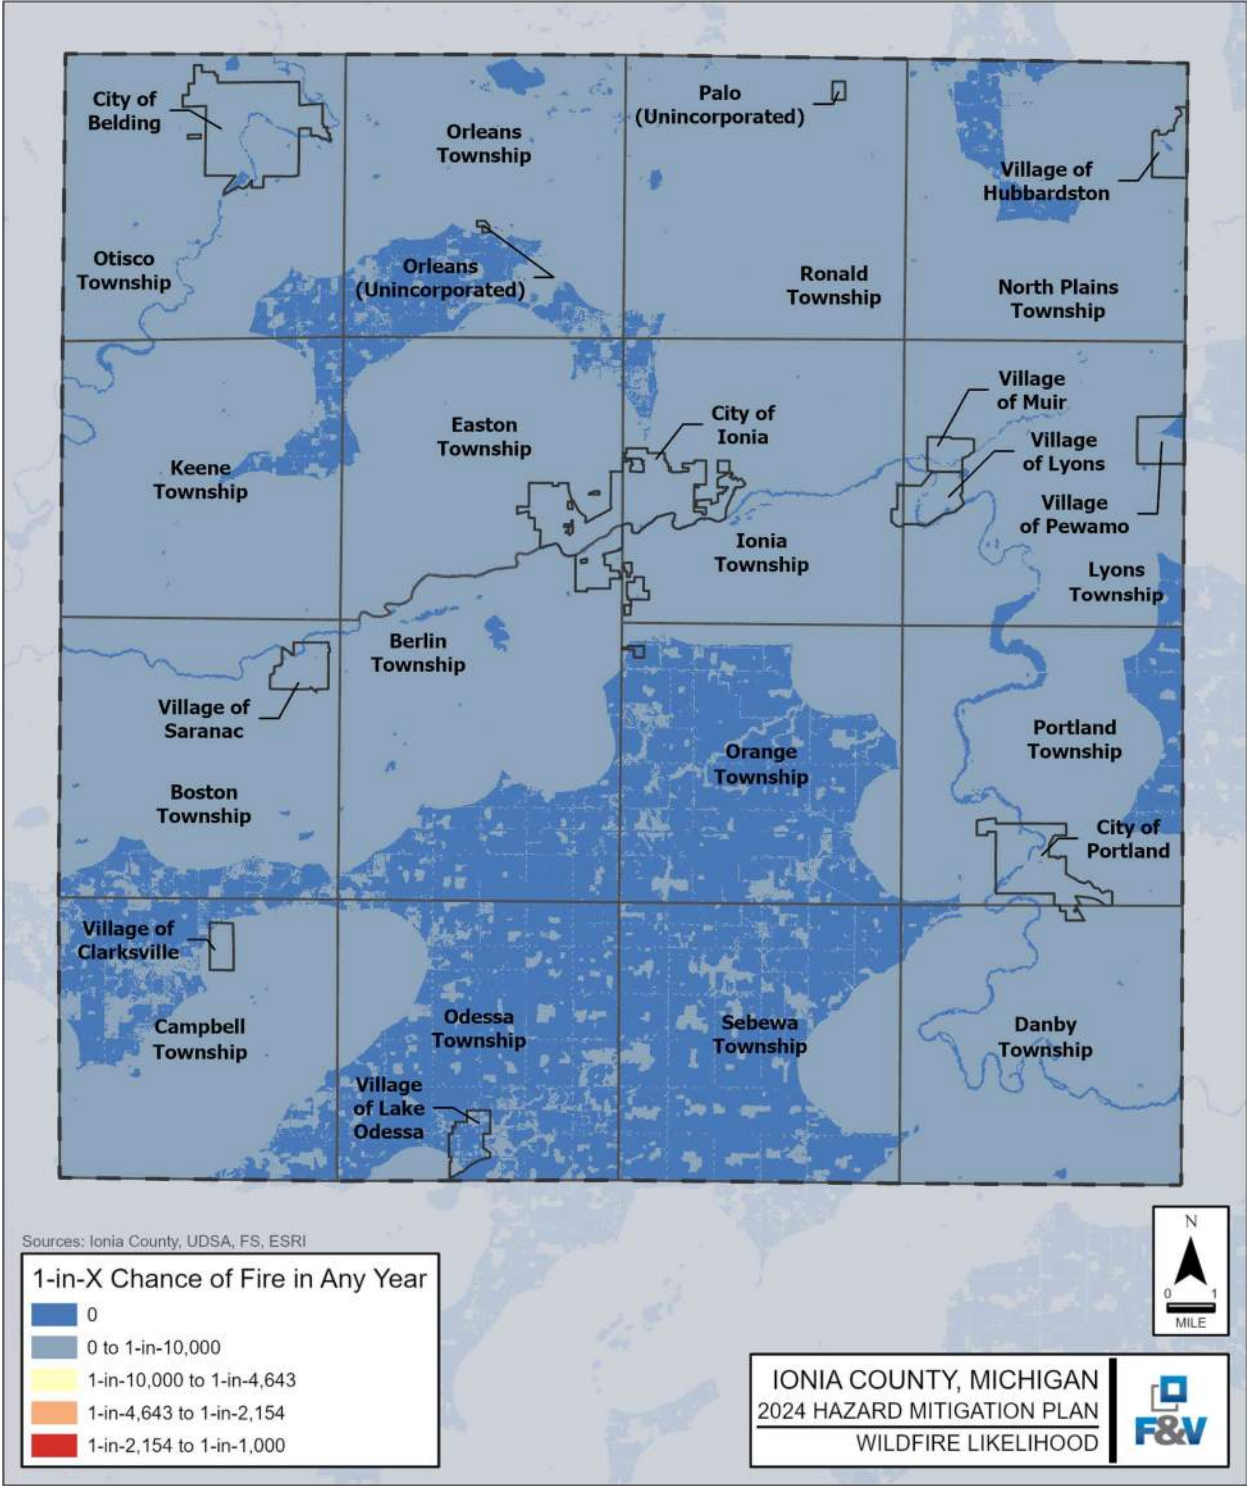 City of
Belding
Orleans
Township
Palo
(Unincorporated)
Village of
Hubbardston
Otisco
Township
Orleans
(Unincorporated)
Ronald
Township
North Plains
Township
Village
of Muir
City of
Ionia
Easton
Township
Village
of Lyons
Keene
Township
Village
of Pewamo
Ionia
Township
Lyons
Township
Berlin
Township
Village of
Saranac
Orange
Township
Portland
Township
Boston
Township
City of
Portland
Village of
Clarksville
Campbell
Township
Odessa
Township
Sebewa
Township
Danby
Township
Village
of Lake
Odessa
Sources: Ionia County, UDSA, FS, ESRI
1-in-X Chance of Fire in Any Year
0
0 to 1-in-10,000
1-in-10,000 to 1-in-4,643
1-in-4,643 to 1-in-2,154
1-in-2,154 to 1-in-1,000
N
0 1
MILE
IONIA COUNTY, MICHIGAN
2024 HAZARD MITIGATION PLAN
WILDFIRE LIKELIHOOD
F&V